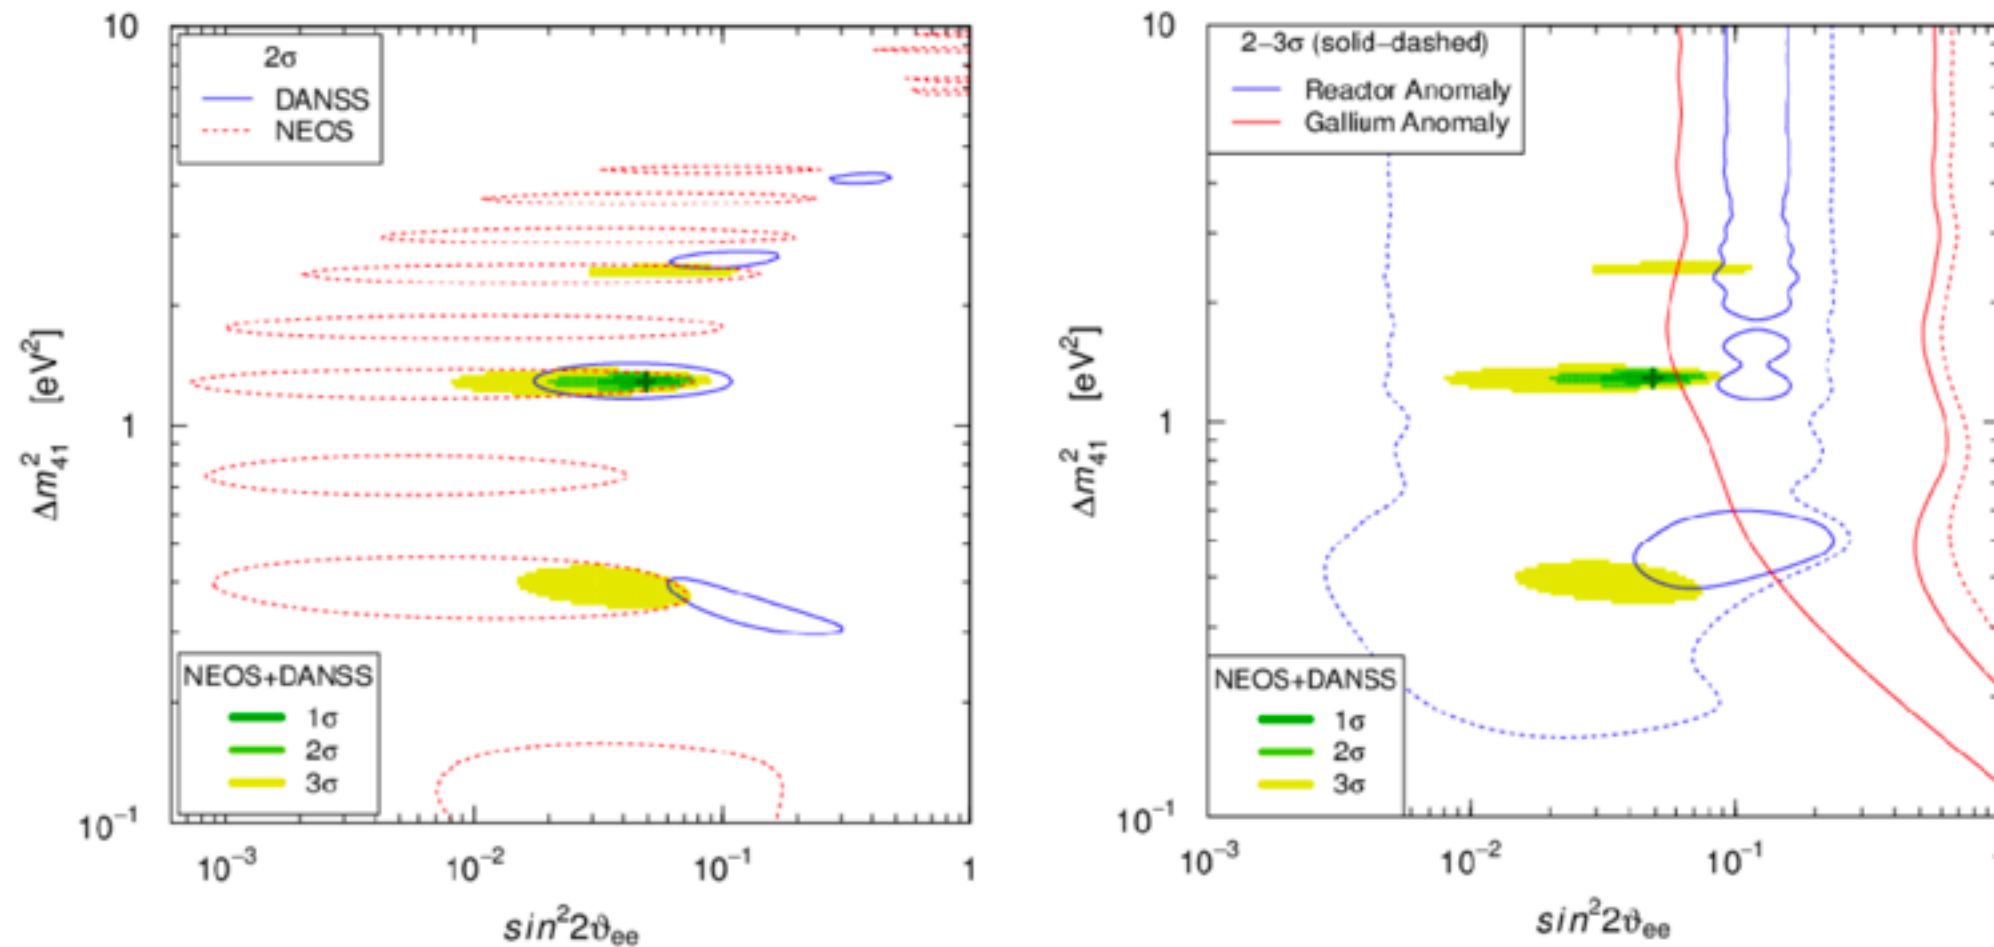 10
2σ
DANSS
NEOS
1
Δm²₄₁ [eV²]
NEOS+DANSS
1σ
2σ
3σ
10⁻¹
10⁻³ 10⁻² 10⁻¹ 1
sin²2ϑₑₑ
10
2−3σ (solid−dashed)
Reactor Anomaly
Gallium Anomaly
1
Δm²₄₁ [eV²]
NEOS+DANSS
1σ
2σ
3σ
10⁻¹
10⁻³ 10⁻² 10⁻¹
sin²2ϑₑₑ